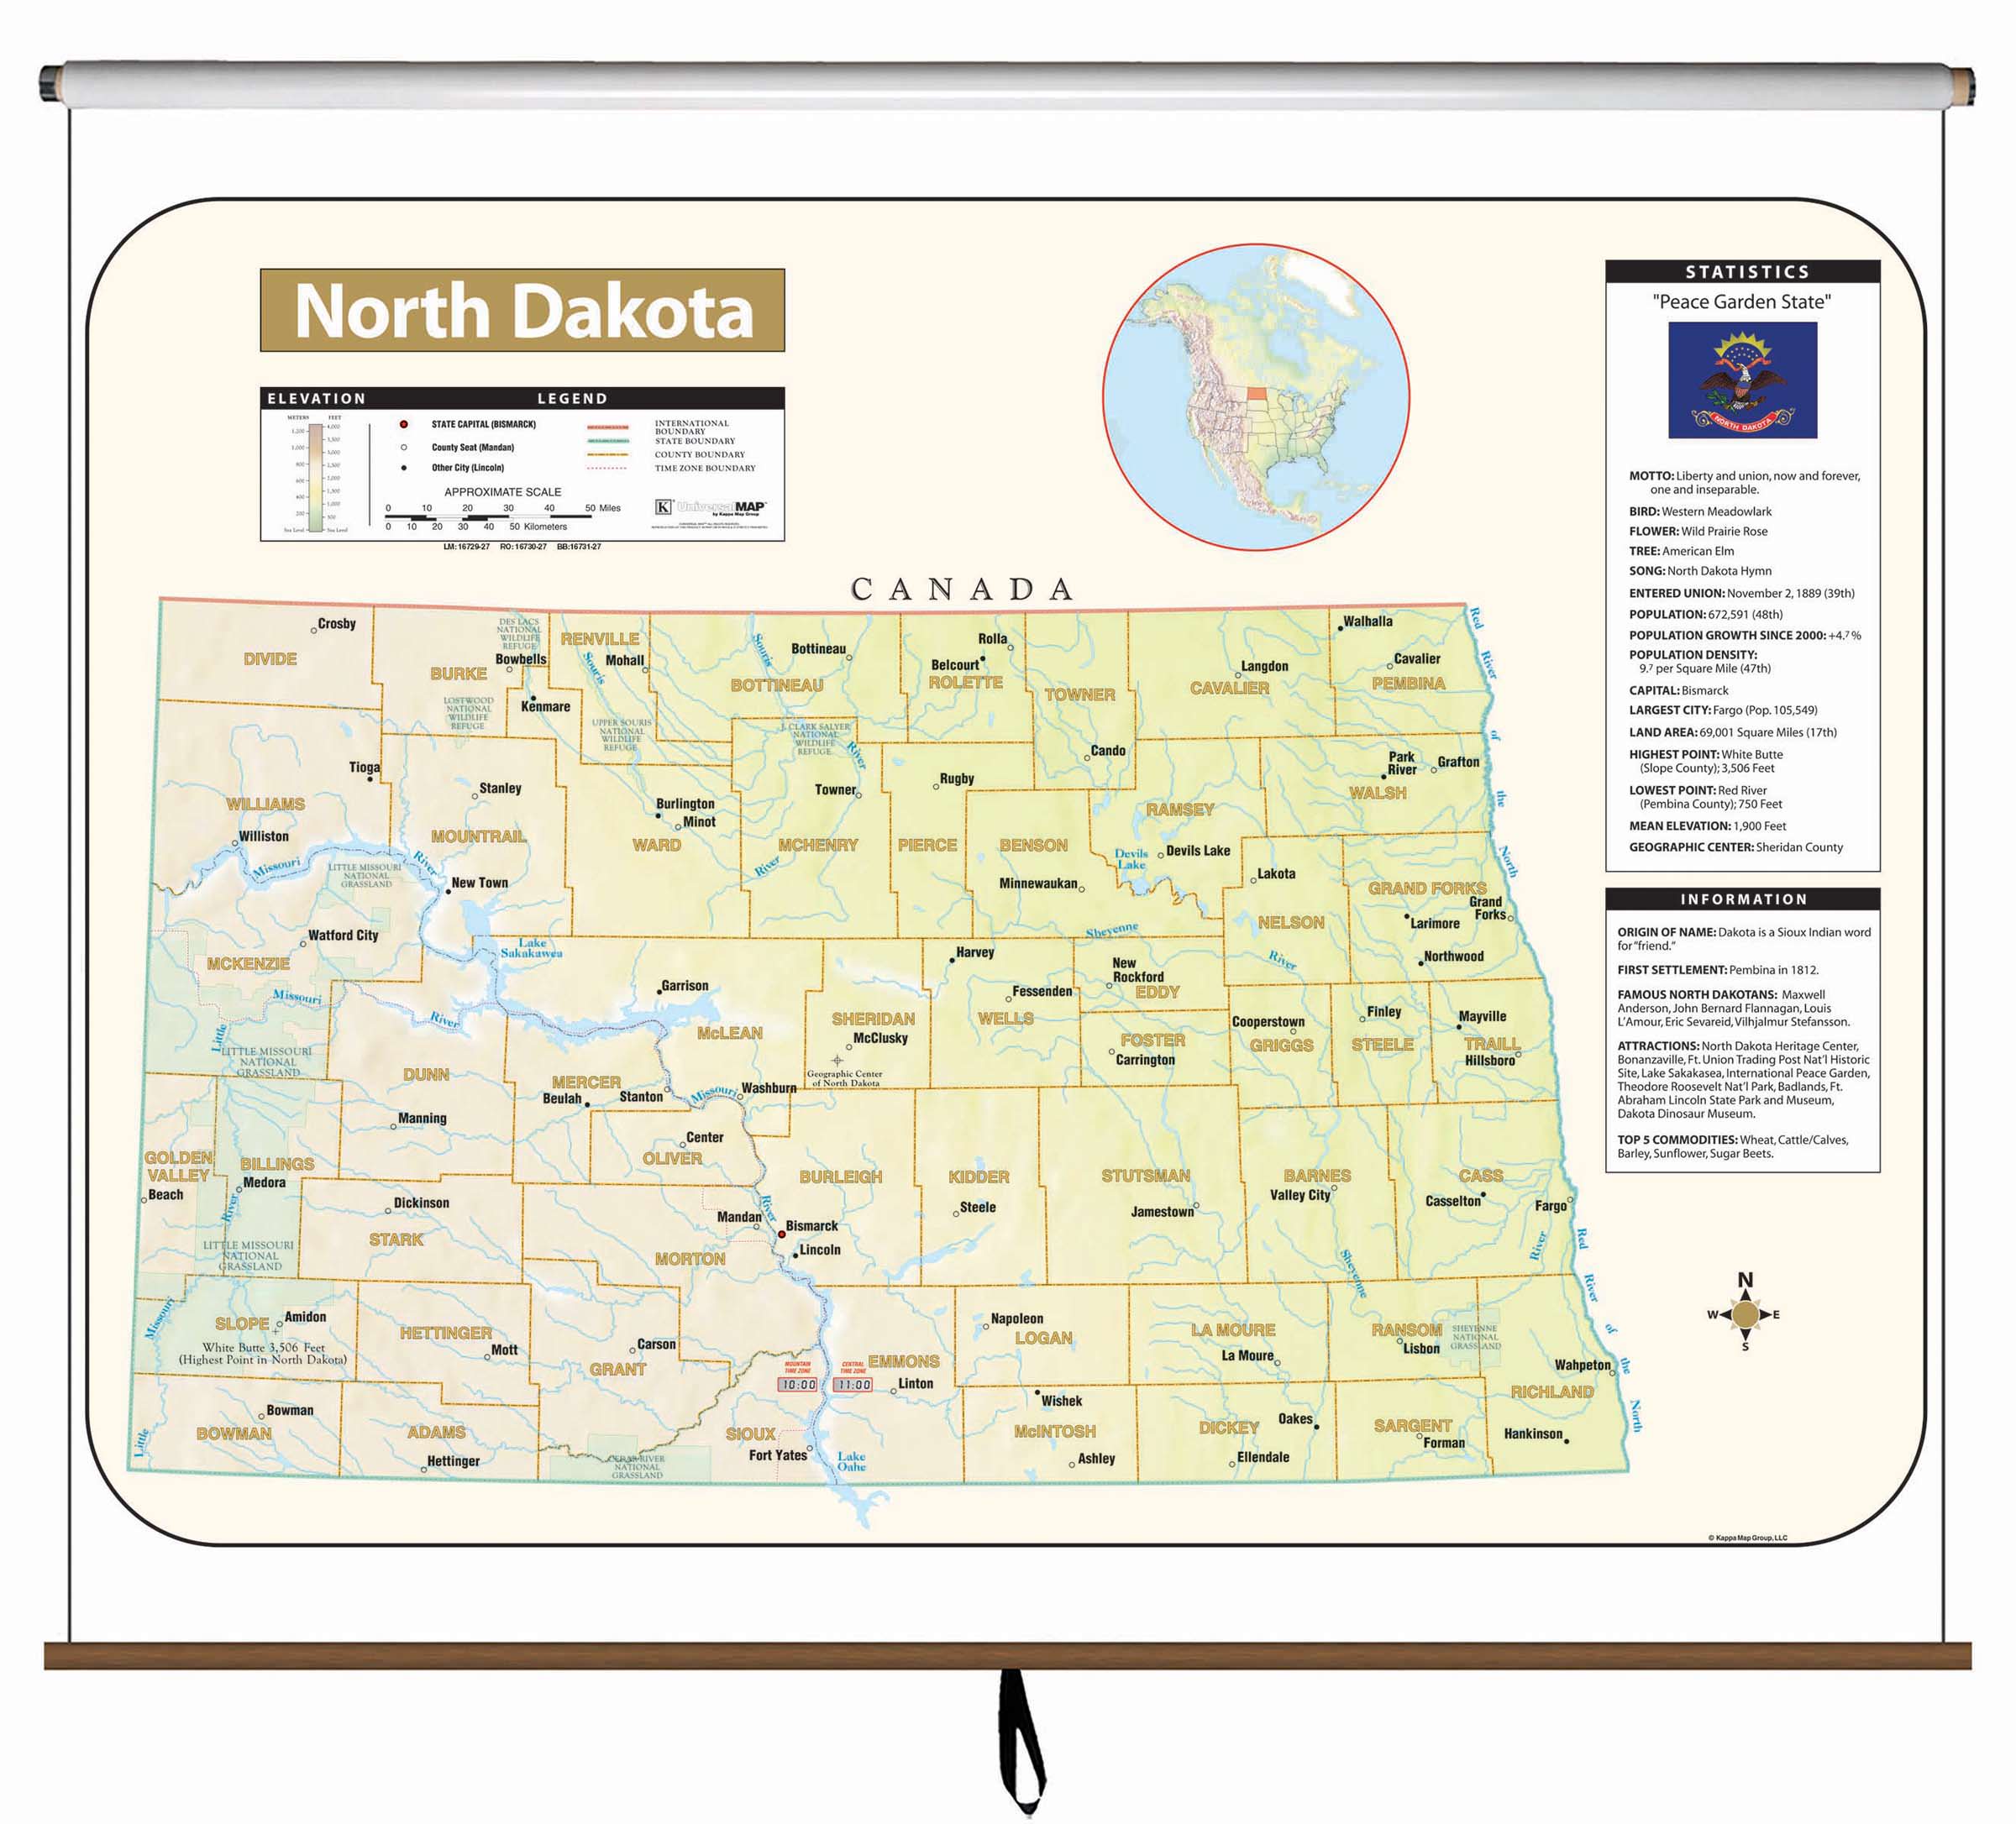 North Dakota
ELEVATION
LEGEND
METERS
FEET
1,200
1,000
800
600
400
200
Sea Level
4,000
3,500
3,000
2,500
2,000
1,500
1,000
500
Sea Level
STATE CAPITAL (BISMARCK)
County Seat (Mandan)
Other City (Lincoln)
INTERNATIONAL
BOUNDARY
STATE BOUNDARY
COUNTY BOUNDARY
TIME ZONE BOUNDARY
APPROXIMATE SCALE
0 10 20 30 40 50 Miles
0 10 20 30 40 50 Kilometers
K UniversalMAP
by Kappa Map Group
LM: 16729-27 RO: 16730-27 BB:16731-27
STATISTICS
"Peace Garden State"
NORTH DAKOTA
MOTTO: Liberty and union, now and forever,
one and inseparable.
BIRD: Western Meadowlark
FLOWER: Wild Prairie Rose
TREE: American Elm
SONG: North Dakota Hymn
ENTERED UNION: November 2, 1889 (39th)
POPULATION: 672,591 (48th)
POPULATION GROWTH SINCE 2000: +4.7%
POPULATION DENSITY:
9.7 per Square Mile (47th)
CAPITAL: Bismarck
LARGEST CITY: Fargo (Pop. 105,549)
LAND AREA: 69,001 Square Miles (17th)
HIGHEST POINT: White Butte
(Slope County); 3,506 Feet
LOWEST POINT: Red River
(Pembina County); 750 Feet
MEAN ELEVATION: 1,900 Feet
GEOGRAPHIC CENTER: Sheridan County
INFORMATION
ORIGIN OF NAME: Dakota is a Sioux Indian word
for "friend."
FIRST SETTLEMENT: Pembina in 1812.
FAMOUS NORTH DAKOTANS: Maxwell
Anderson, John Bernard Flannagan, Louis
L'Amour, Eric Sevareid, Vilhjalmur Stefansson.
ATTRACTIONS: North Dakota Heritage Center,
Bonanzaville, Ft. Union Trading Post Nat'l Historic
Site, Lake Sakakasea, International Peace Garden,
Theodore Roosevelt Nat'l Park, Badlands, Ft.
Abraham Lincoln State Park and Museum,
Dakota Dinosaur Museum.
TOP 5 COMMODITIES: Wheat, Cattle/Calves,
Barley, Sunflower, Sugar Beets.
N
W E
S
CANADA
Crosby
DIVIDE
DES LACS
NATIONAL
WILDLIFE
REFUGE
Bowbells
BURKE
LOSTWOOD
NATIONAL
WILDLIFE
REFUGE
Kenmare
RENVILLE
Mohall
Souris
UPPER SOURIS
NATIONAL
WILDLIFE
REFUGE
Souris
Bottineau
BOTTINEAU
J. CLARK SALYER
NATIONAL
WILDLIFE
REFUGE
River
Rolla
Belcourt
ROLETTE
TOWNER
Cando
Langdon
CAVALIER
Walhalla
Cavalier
PEMBINA
Red
River
of
the
North
Tioga
WILLIAMS
Williston
Missouri
River
Stanley
MOUNTRAIL
LITTLE MISSOURI
NATIONAL
GRASSLAND
New Town
Burlington
Minot
WARD
Towner
MCHENRY
River
Rugby
PIERCE
BENSON
Minnewaukan
RAMSEY
Devils
Lake
Devils Lake
Park
River
Grafton
WALSH
Lakota
NELSON
GRAND FORKS
Grand
Forks
Larimore
Northwood
Sheyenne
River
Watford City
MCKENZIE
Missouri
Little
River
LITTLE MISSOURI
NATIONAL
GRASSLAND
Lake
Sakakawea
Garrison
McLEAN
SHERIDAN
McClusky
Geographic Center
of North Dakota
Harvey
Fessenden
WELLS
New
Rockford
EDDY
FOSTER
Carrington
Cooperstown
GRIGGS
Finley
STEELE
Mayville
TRAILL
Hillsboro
DUNN
Manning
MERCER
Beulah
Stanton
Missouri
Washburn
Center
OLIVER
GOLDEN
VALLEY
Beach
BILLINGS
Medora
River
LITTLE MISSOURI
NATIONAL
GRASSLAND
Dickinson
STARK
Mandan
River
Bismarck
Lincoln
MORTON
BURLEIGH
KIDDER
Steele
STUTSMAN
Jamestown
BARNES
Valley City
Sheyenne
CASS
Casselton
Fargo
River
Red
River
of
the
North
Missouri
Little
SLOPE
Amidon
White Butte 3,506 Feet
(Highest Point in North Dakota)
HETTINGER
Mott
Carson
GRANT
MOUNTAIN
TIME ZONE
10:00
CENTRAL
TIME ZONE
11:00
EMMONS
Linton
Napoleon
LOGAN
LA MOURE
La Moure
RANSOM
Lisbon
SHEYENNE
NATIONAL
GRASSLAND
Wahpeton
RICHLAND
Hankinson
Bowman
BOWMAN
ADAMS
Hettinger
CEDAR RIVER
NATIONAL
GRASSLAND
SIOUX
Fort Yates
Lake
Oahe
Wishek
McINTOSH
Ashley
DICKEY
Oakes
Ellendale
SARGENT
Forman
© Kappa Map Group, LLC